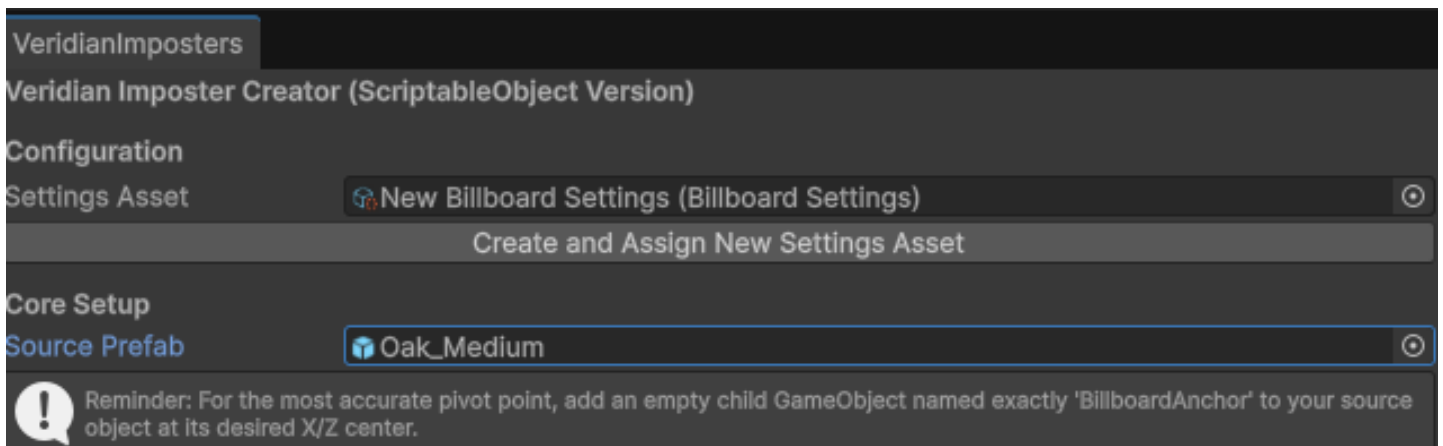 VeridianImposters
Veridian Imposter Creator (ScriptableObject Version)
Configuration
Settings Asset New Billboard Settings (Billboard Settings)
Create and Assign New Settings Asset
Core Setup
Source Prefab Oak_Medium
Reminder: For the most accurate pivot point, add an empty child GameObject named exactly 'BillboardAnchor' to your source
object at its desired X/Z center.